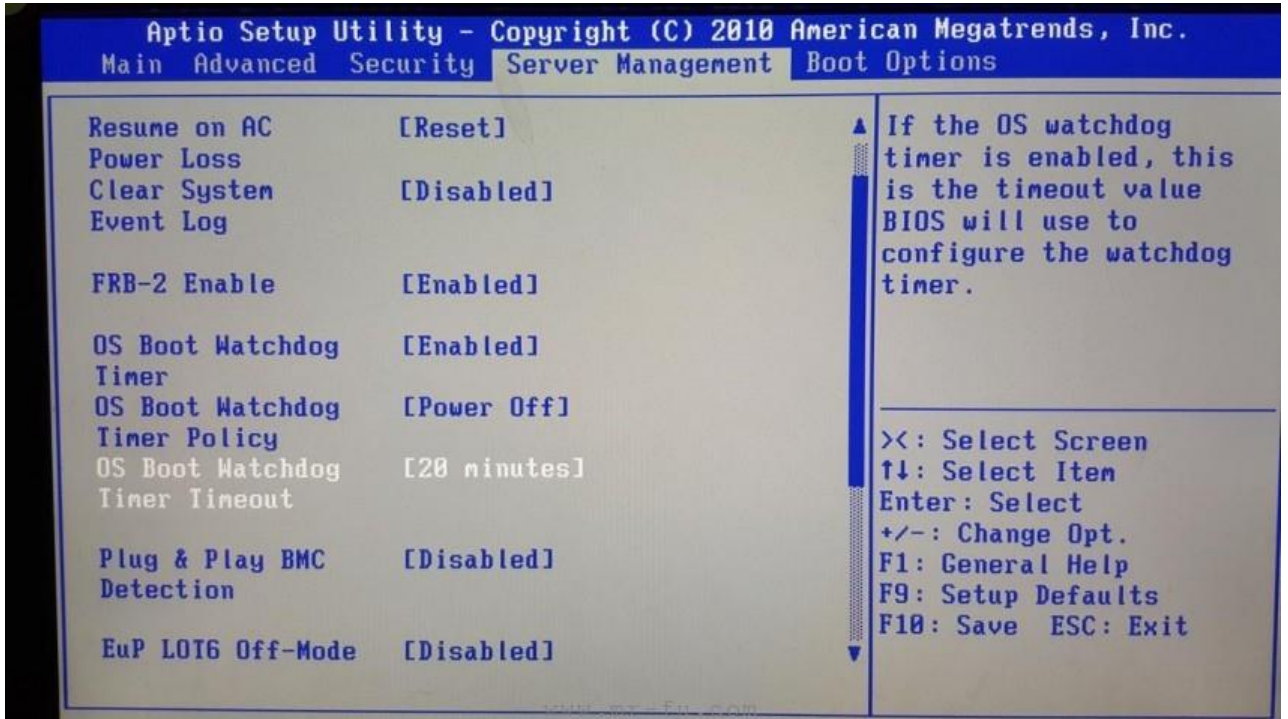 Aptio Setup Utility - Copyright (C) 2010 American Megatrends, Inc.
Main Advanced Security Server Management Boot Options
Resume on AC [Reset]
Power Loss
Clear System [Disabled]
Event Log
FRB-2 Enable [Enabled]
OS Boot Watchdog [Enabled]
Timer
OS Boot Watchdog [Power Off]
Timer Policy
OS Boot Watchdog [20 minutes]
Timer Timeout
Plug & Play BMC [Disabled]
Detection
EuP LOT6 Off-Mode [Disabled]
If the OS watchdog
timer is enabled, this
is the timeout value
BIOS will use to
configure the watchdog
timer.
><: Select Screen
↑↓: Select Item
Enter: Select
+/-: Change Opt.
F1: General Help
F9: Setup Defaults
F10: Save ESC: Exit
www.mr-fu.com